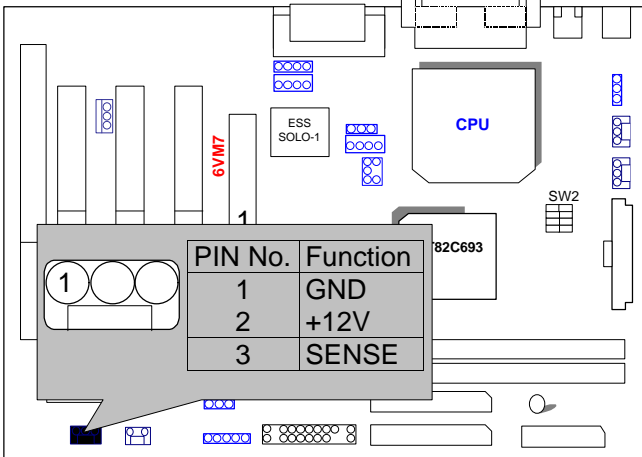 ESS
SOLO-1
CPU
6VM7
SW2
1
82C693
1
PIN No. Function
1 GND
2 +12V
3 SENSE